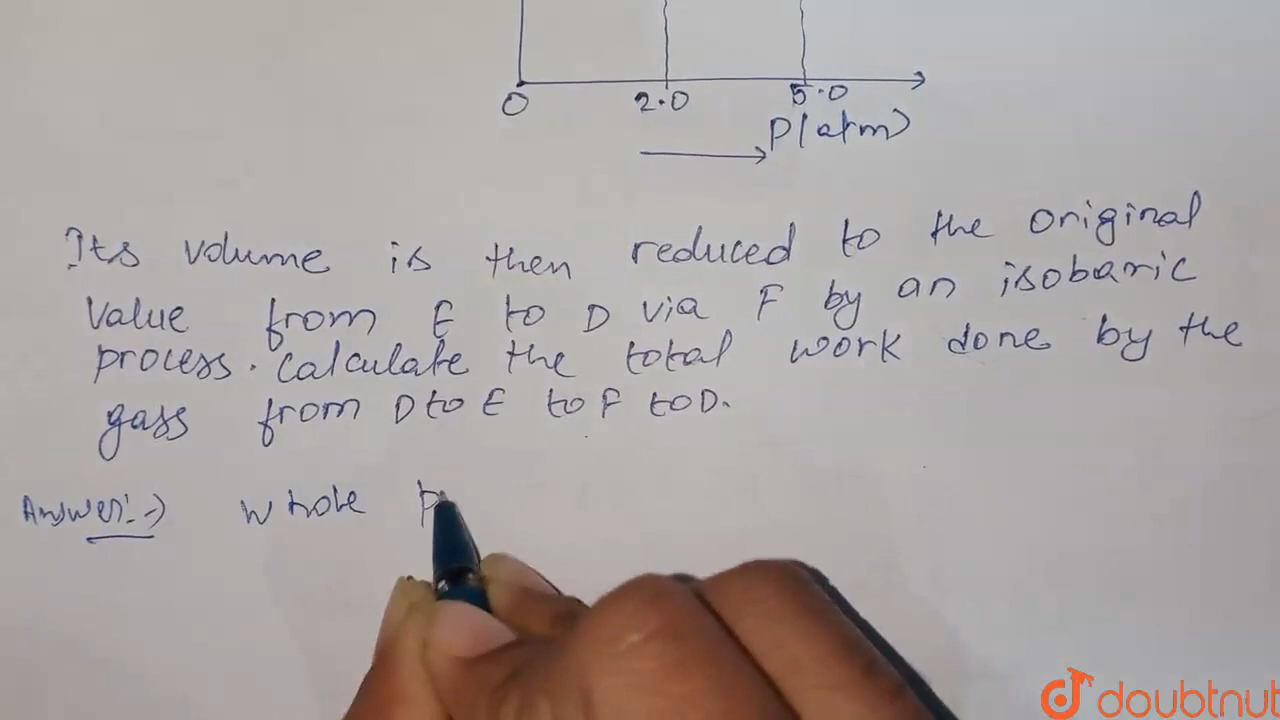 0 2.0 5.0
P(atm)
Its volume is then reduced to the original
value from E to D via F by an isobaric
process. calculate the total work done by the
gass from D to E to F to D.
Answer:-) whole P
doubtnut